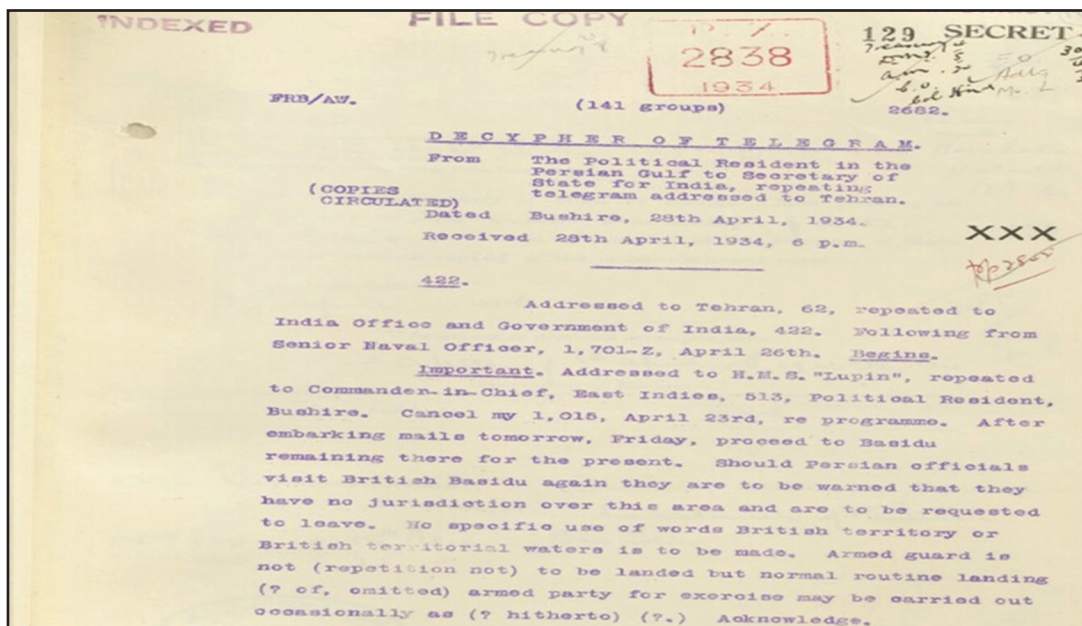 INDEXED
FILE COPY
129 SECRET
P. Z.
2838
1934
FRB/AW. (141 groups) 2682.
DECYPHER OF TELEGRAM.
From The Political Resident in the
Persian Gulf to Secretary of
State for India, repeating
telegram addressed to Tehran.
(COPIES
CIRCULATED)
Dated Bushire, 28th April, 1934.
Received 28th April, 1934, 6 p.m.
XXX
422.
Addressed to Tehran, 62, repeated to
India Office and Government of India, 422. Following from
Senior Naval Officer, 1,701-Z, April 26th. Begins.
Important. Addressed to H.M.S. "Lupin", repeated
to Commander-in-Chief, East Indies, 513, Political Resident,
Bushire. Cancel my 1,015, April 23rd, re programme. After
embarking mails tomorrow, Friday, proceed to Basidu
remaining there for the present. Should Persian officials
visit British Basidu again they are to be warned that they
have no jurisdiction over this area and are to be requested
to leave. No specific use of words British territory or
British territorial waters is to be made. Armed guard is
not (repetition not) to be landed but normal routine landing
(? of, omitted) armed party for exercise may be carried out
occasionally as (? hitherto) (?.) Acknowledge.